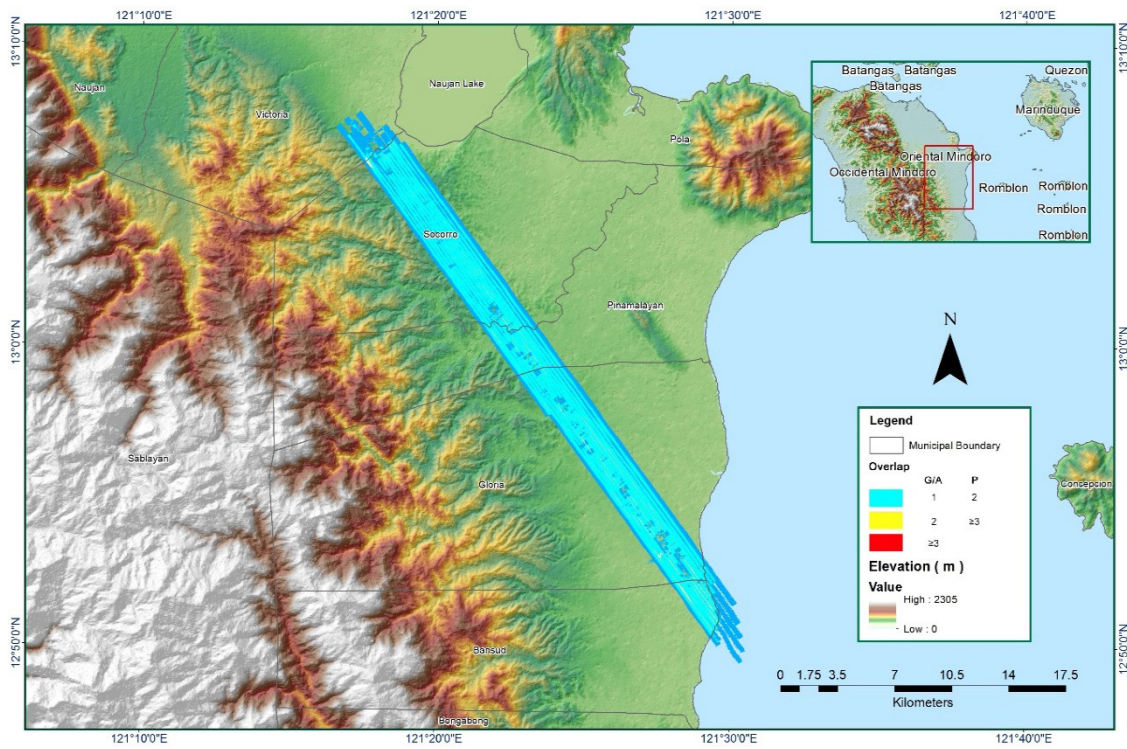 121°10'0"E
121°20'0"E
121°30'0"E
121°40'0"E
13°10'0"N
13°10'0"N
Naujan
Victoria
Naujan Lake
Pola
Socorro
Pinamalayan
Sablayan
Gloria
Bansud
Bongabong
Concepcion
Batangas
Batangas
Batangas
Quezon
Marinduque
Oriental Mindoro
Occidental Mindoro
Romblon
Romblon
Romblon
Romblon
N
13°0'0"N
13°0'0"N
Legend
Municipal Boundary
Overlap
G/A P
1 2
2 ≥3
≥3
Elevation ( m )
Value
High : 2305
Low : 0
12°50'0"N
12°50'0"N
0 1.75 3.5 7 10.5 14 17.5
Kilometers
121°10'0"E
121°20'0"E
121°30'0"E
121°40'0"E